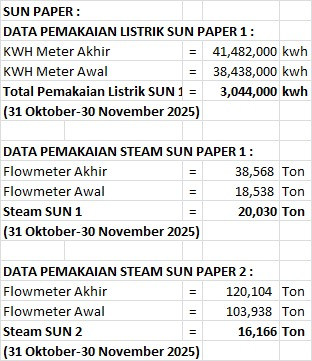 SUN PAPER :
DATA PEMAKAIAN LISTRIK SUN PAPER 1 :
KWH Meter Akhir = 41,482,000 kwh
KWH Meter Awal = 38,438,000 kwh
Total Pemakaian Listrik SUN 1 = 3,044,000 kwh
(31 Oktober-30 November 2025)
DATA PEMAKAIAN STEAM SUN PAPER 1 :
Flowmeter Akhir = 38,568 Ton
Flowmeter Awal = 18,538 Ton
Steam SUN 1 = 20,030 Ton
(31 Oktober-30 November 2025)
DATA PEMAKAIAN STEAM SUN PAPER 2 :
Flowmeter Akhir = 120,104 Ton
Flowmeter Awal = 103,938 Ton
Steam SUN 2 = 16,166 Ton
(31 Oktober-30 November 2025)